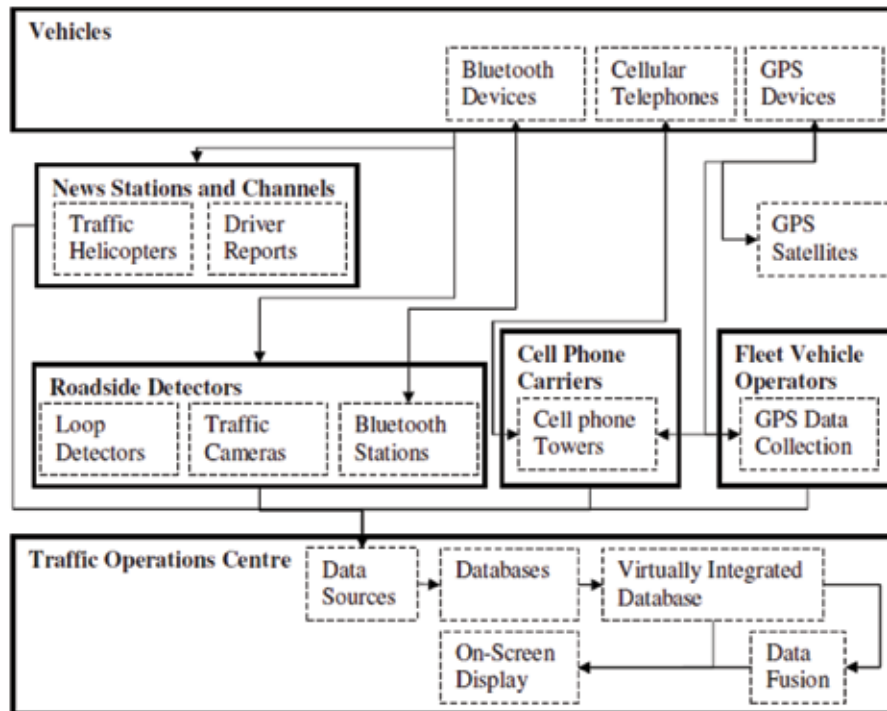 Vehicles
Bluetooth
Devices
Cellular
Telephones
GPS
Devices
News Stations and Channels
Traffic
Helicopters
Driver
Reports
GPS
Satellites
Roadside Detectors
Loop
Detectors
Traffic
Cameras
Bluetooth
Stations
Cell Phone
Carriers
Cell phone
Towers
Fleet Vehicle
Operators
GPS Data
Collection
Traffic Operations Centre
Data
Sources
Databases
Virtually Integrated
Database
On-Screen
Display
Data
Fusion